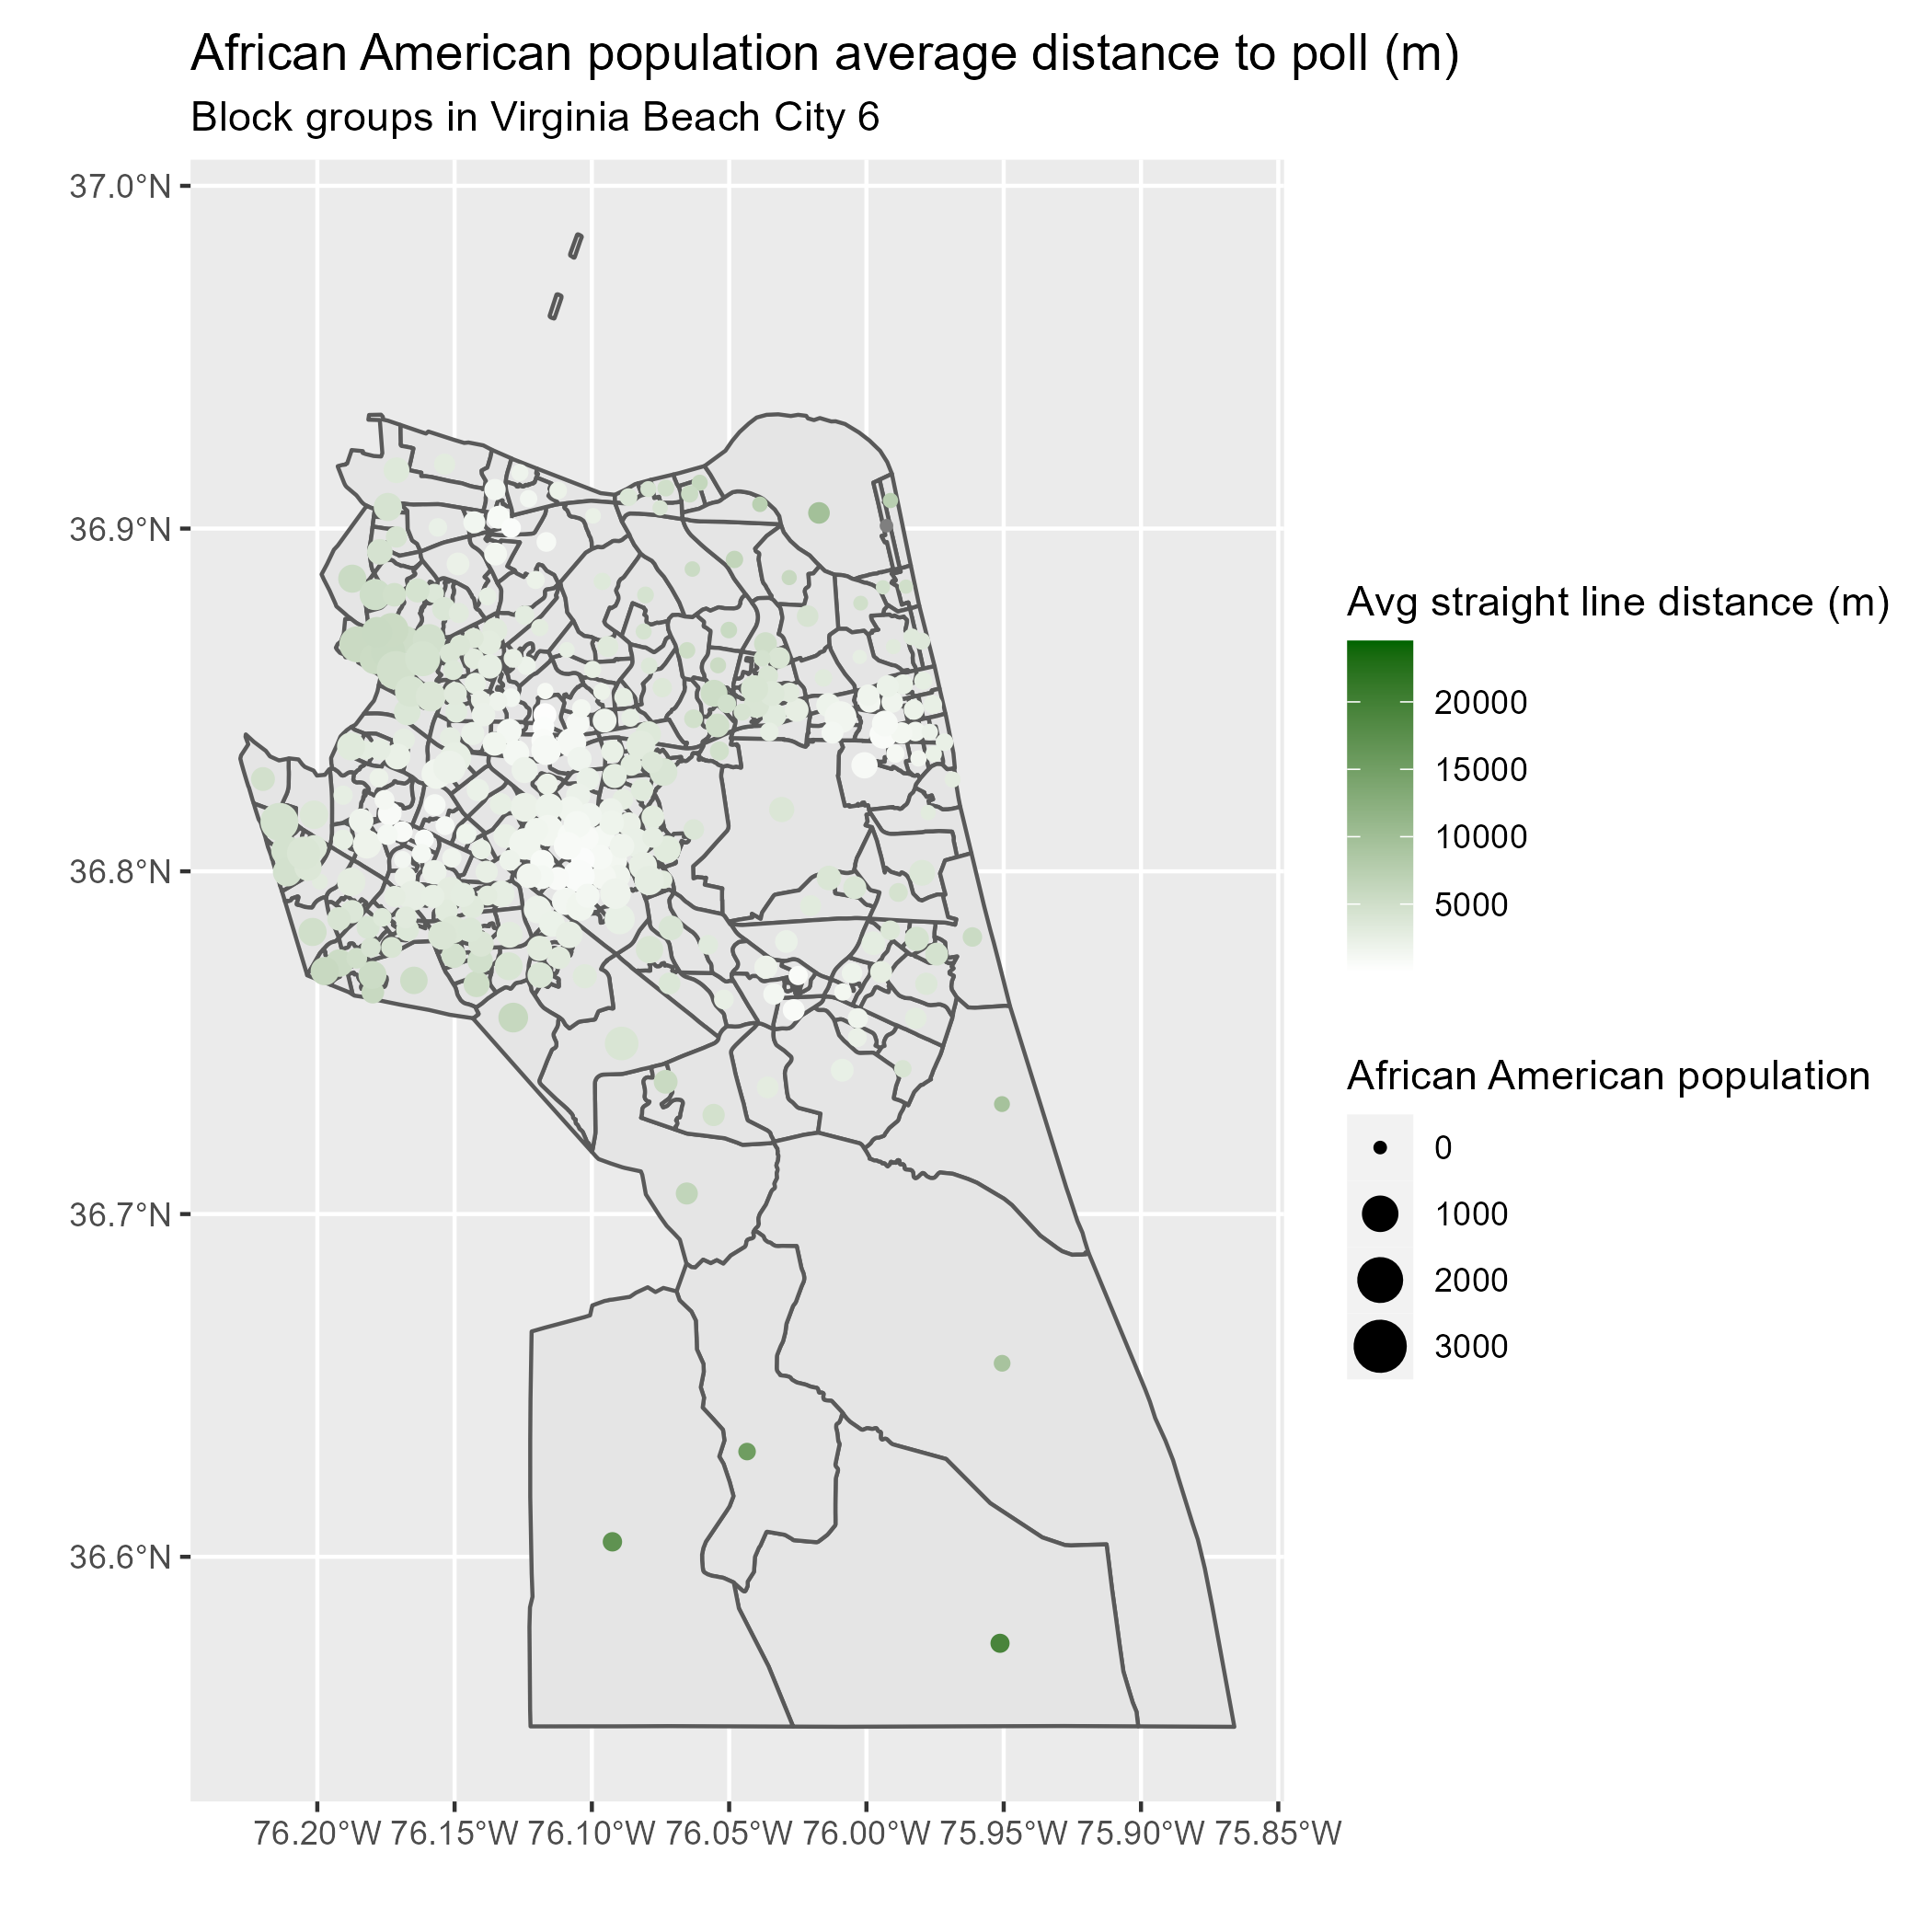 African American population average distance to poll (m)
Block groups in Virginia Beach City 6
37.0°N
36.9°N
36.8°N
36.7°N
36.6°N
76.20°W 76.15°W 76.10°W 76.05°W 76.00°W 75.95°W 75.90°W 75.85°W
Avg straight line distance (m)
20000
15000
10000
5000
African American population
0
1000
2000
3000